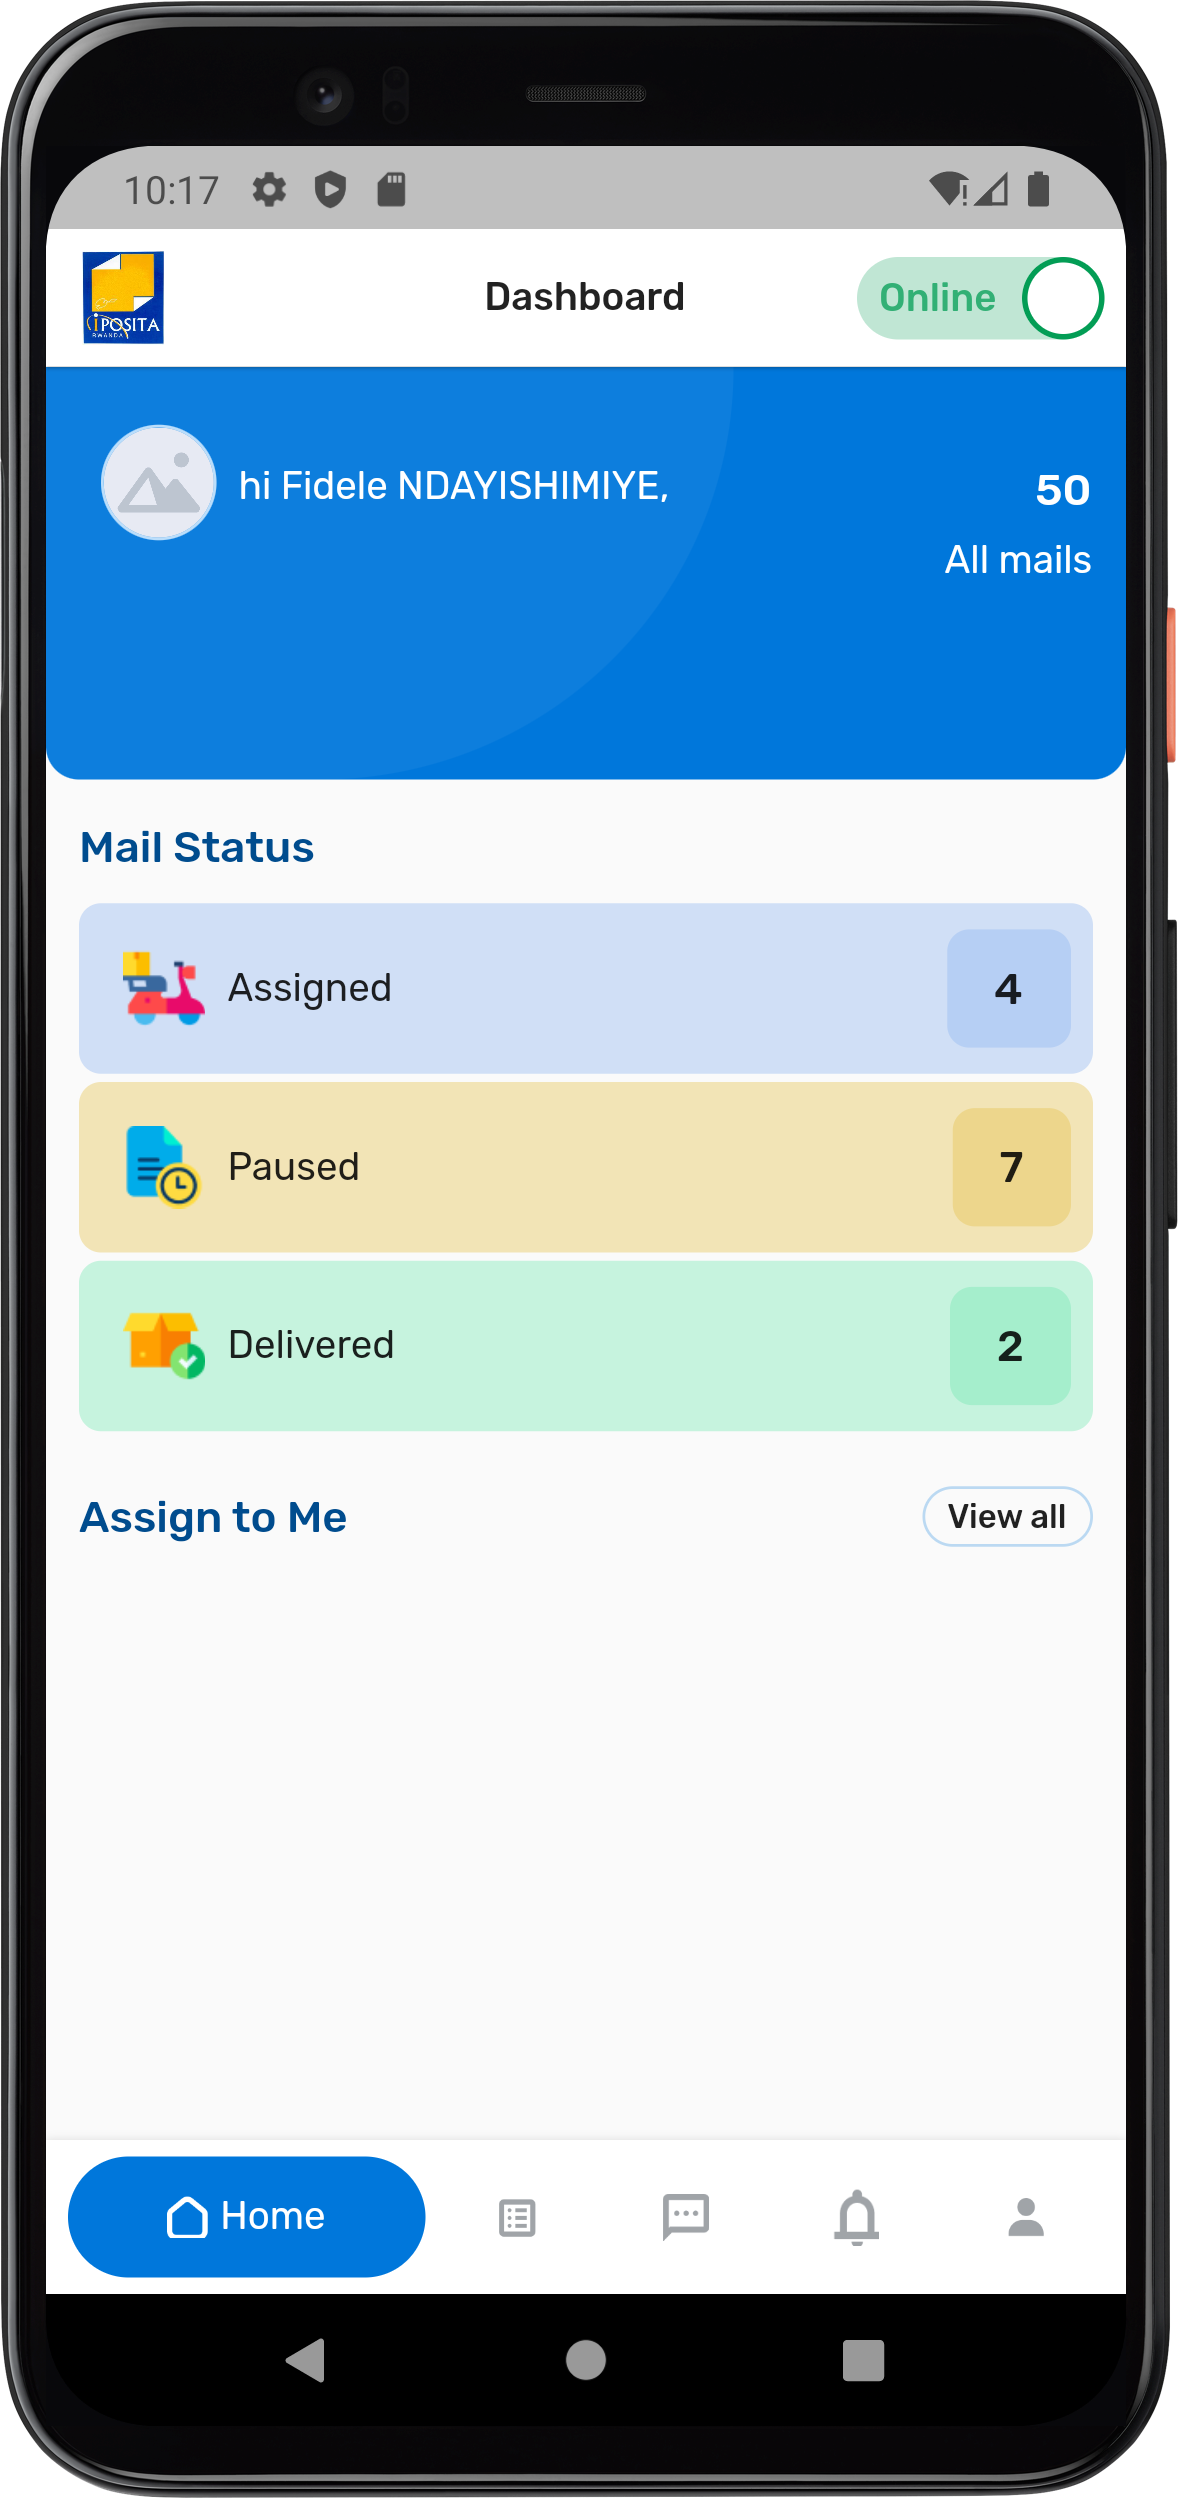 10:17
iPOSITA
RWANDA
Dashboard
Online
hi Fidele NDAYISHIMIYE,
50
All mails
Mail Status
Assigned
4
Paused
7
Delivered
2
Assign to Me
View all
Home